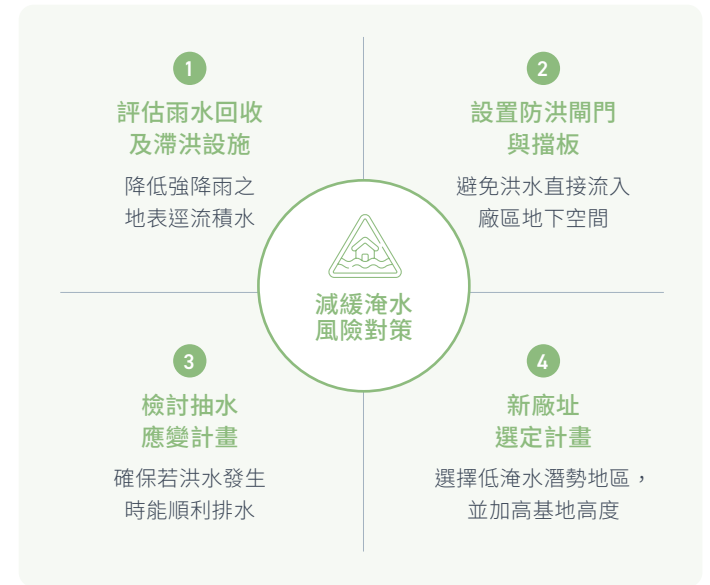 1
評估雨水回收
及滯洪設施
降低強降雨之
地表逕流積水
2
設置防洪閘門
與擋板
避免洪水直接流入
廠區地下空間
減緩淹水
風險對策
3
檢討抽水
應變計畫
確保若洪水發生
時能順利排水
4
新廠址
選定計畫
選擇低淹水潛勢地區，
並加高基地高度